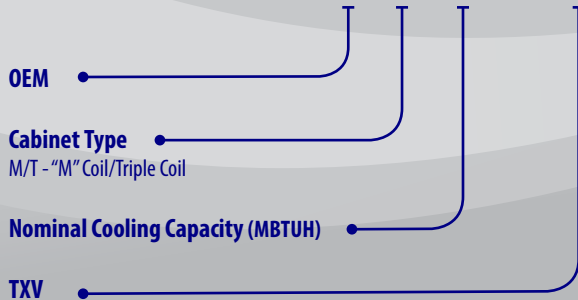 OEM
Cabinet Type
M/T - “M” Coil/Triple Coil
Nominal Cooling Capacity (MBTUH)
TXV